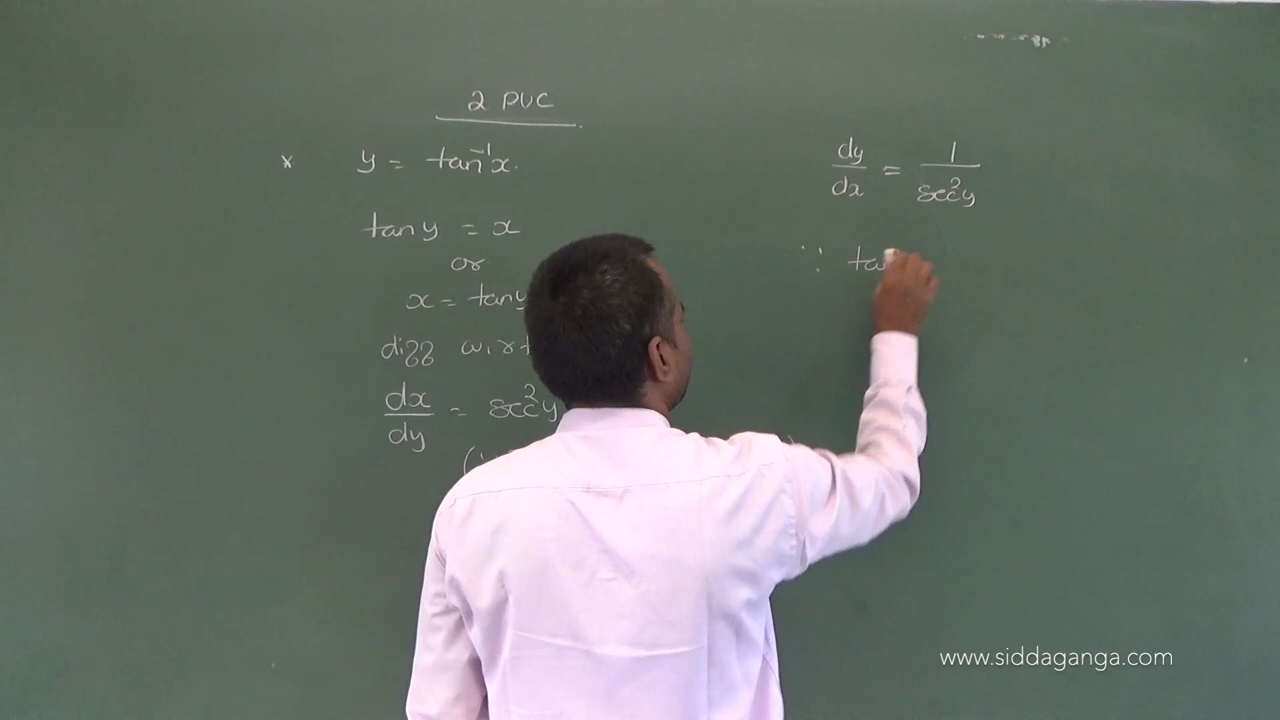 2 PUC
* y = tan⁻¹x.
tan y = x
or
x = tan y
diff w.r.t
dx/dy = sec²y
dy/dx = 1/sec²y
∵ ta
www.siddaganga.com